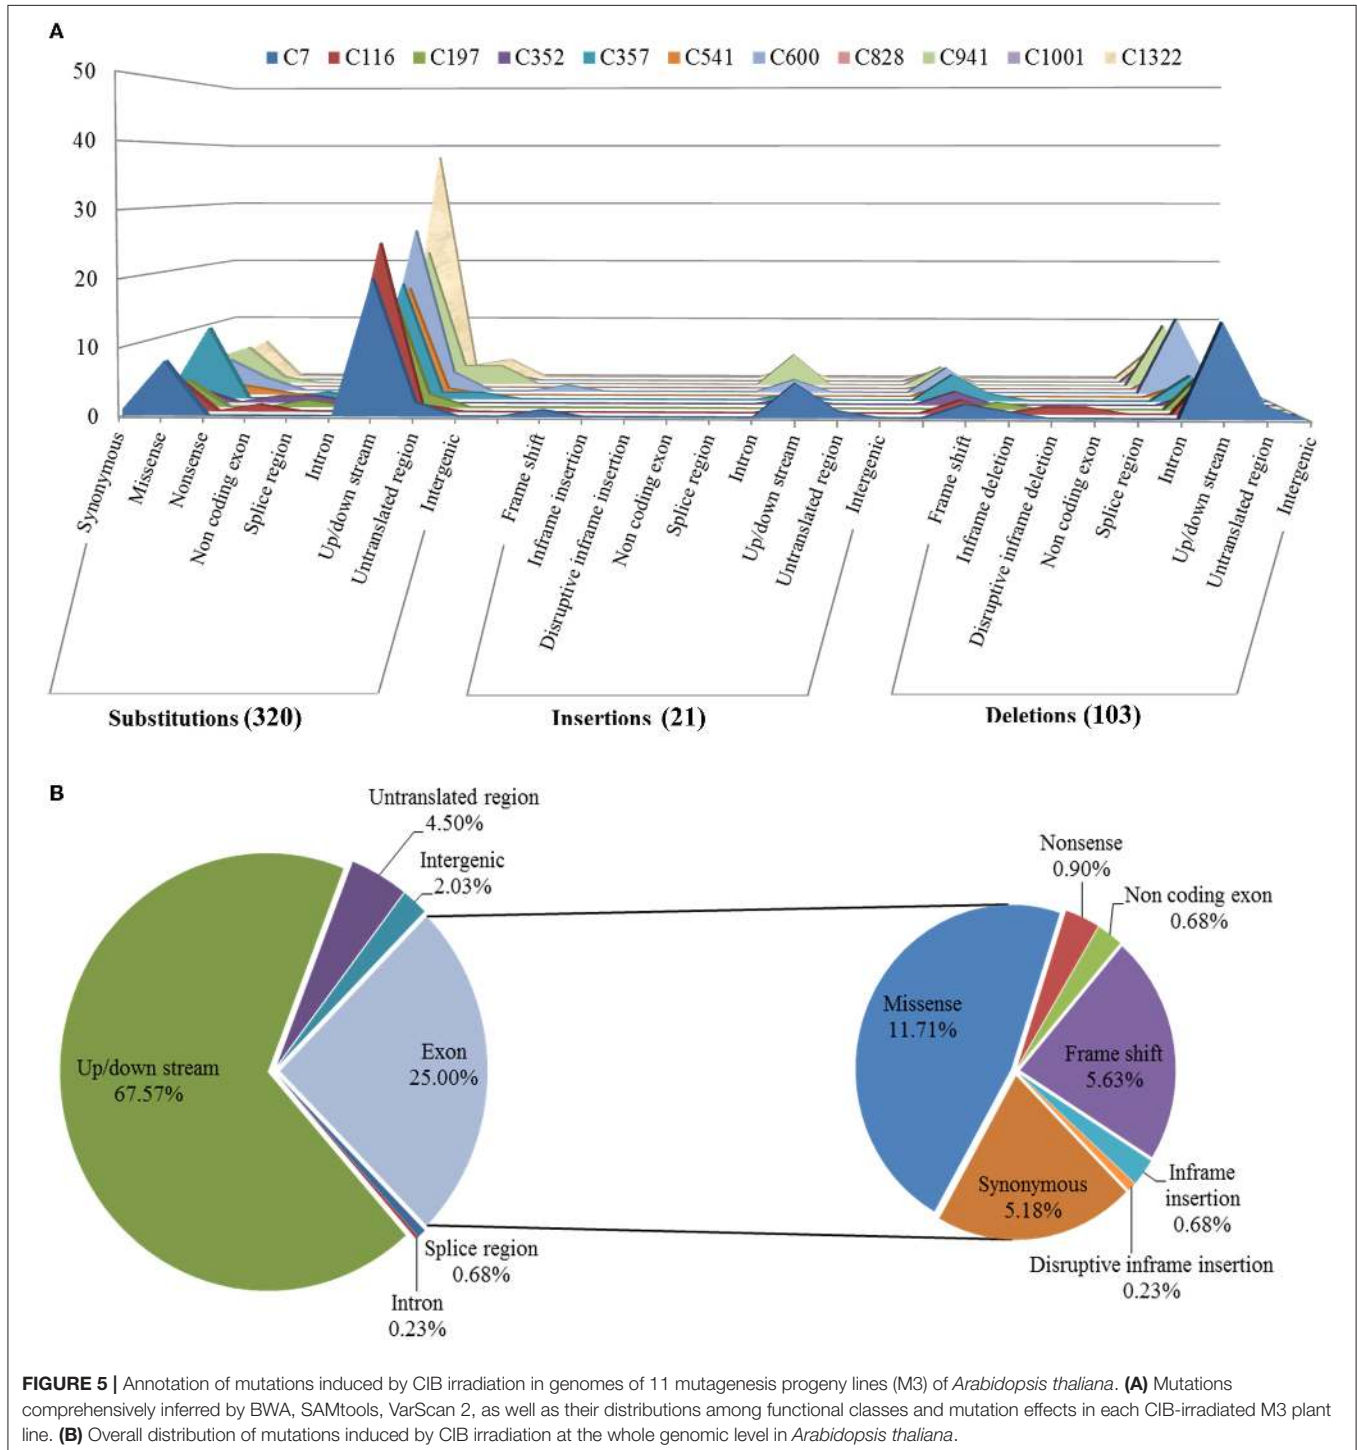 A
C7 C116 C197 C352 C357 C541 C600 C828 C941 C1001 C1322
50
40
30
20
10
0
Synonymous
Missense
Nonsense
Non coding exon
Splice region
Intron
Up/down stream
Untranslated region
Intergenic
Frame shift
Inframe insertion
Disruptive inframe insertion
Non coding exon
Splice region
Intron
Up/down stream
Untranslated region
Intergenic
Frame shift
Inframe deletion
Disruptive inframe deletion
Non coding exon
Splice region
Intron
Up/down stream
Untranslated region
Intergenic
Substitutions (320)
Insertions (21)
Deletions (103)
B
Untranslated region
4.50%
Intergenic
2.03%
Up/down stream
67.57%
Exon
25.00%
Splice region
0.68%
Intron
0.23%
Nonsense
0.90%
Non coding exon
0.68%
Missense
11.71%
Frame shift
5.63%
Synonymous
5.18%
Inframe
insertion
0.68%
Disruptive inframe insertion
0.23%
FIGURE 5 | Annotation of mutations induced by CIB irradiation in genomes of 11 mutagenesis progeny lines (M3) of Arabidopsis thaliana. (A) Mutations
comprehensively inferred by BWA, SAMtools, VarScan 2, as well as their distributions among functional classes and mutation effects in each CIB-irradiated M3 plant
line. (B) Overall distribution of mutations induced by CIB irradiation at the whole genomic level in Arabidopsis thaliana.